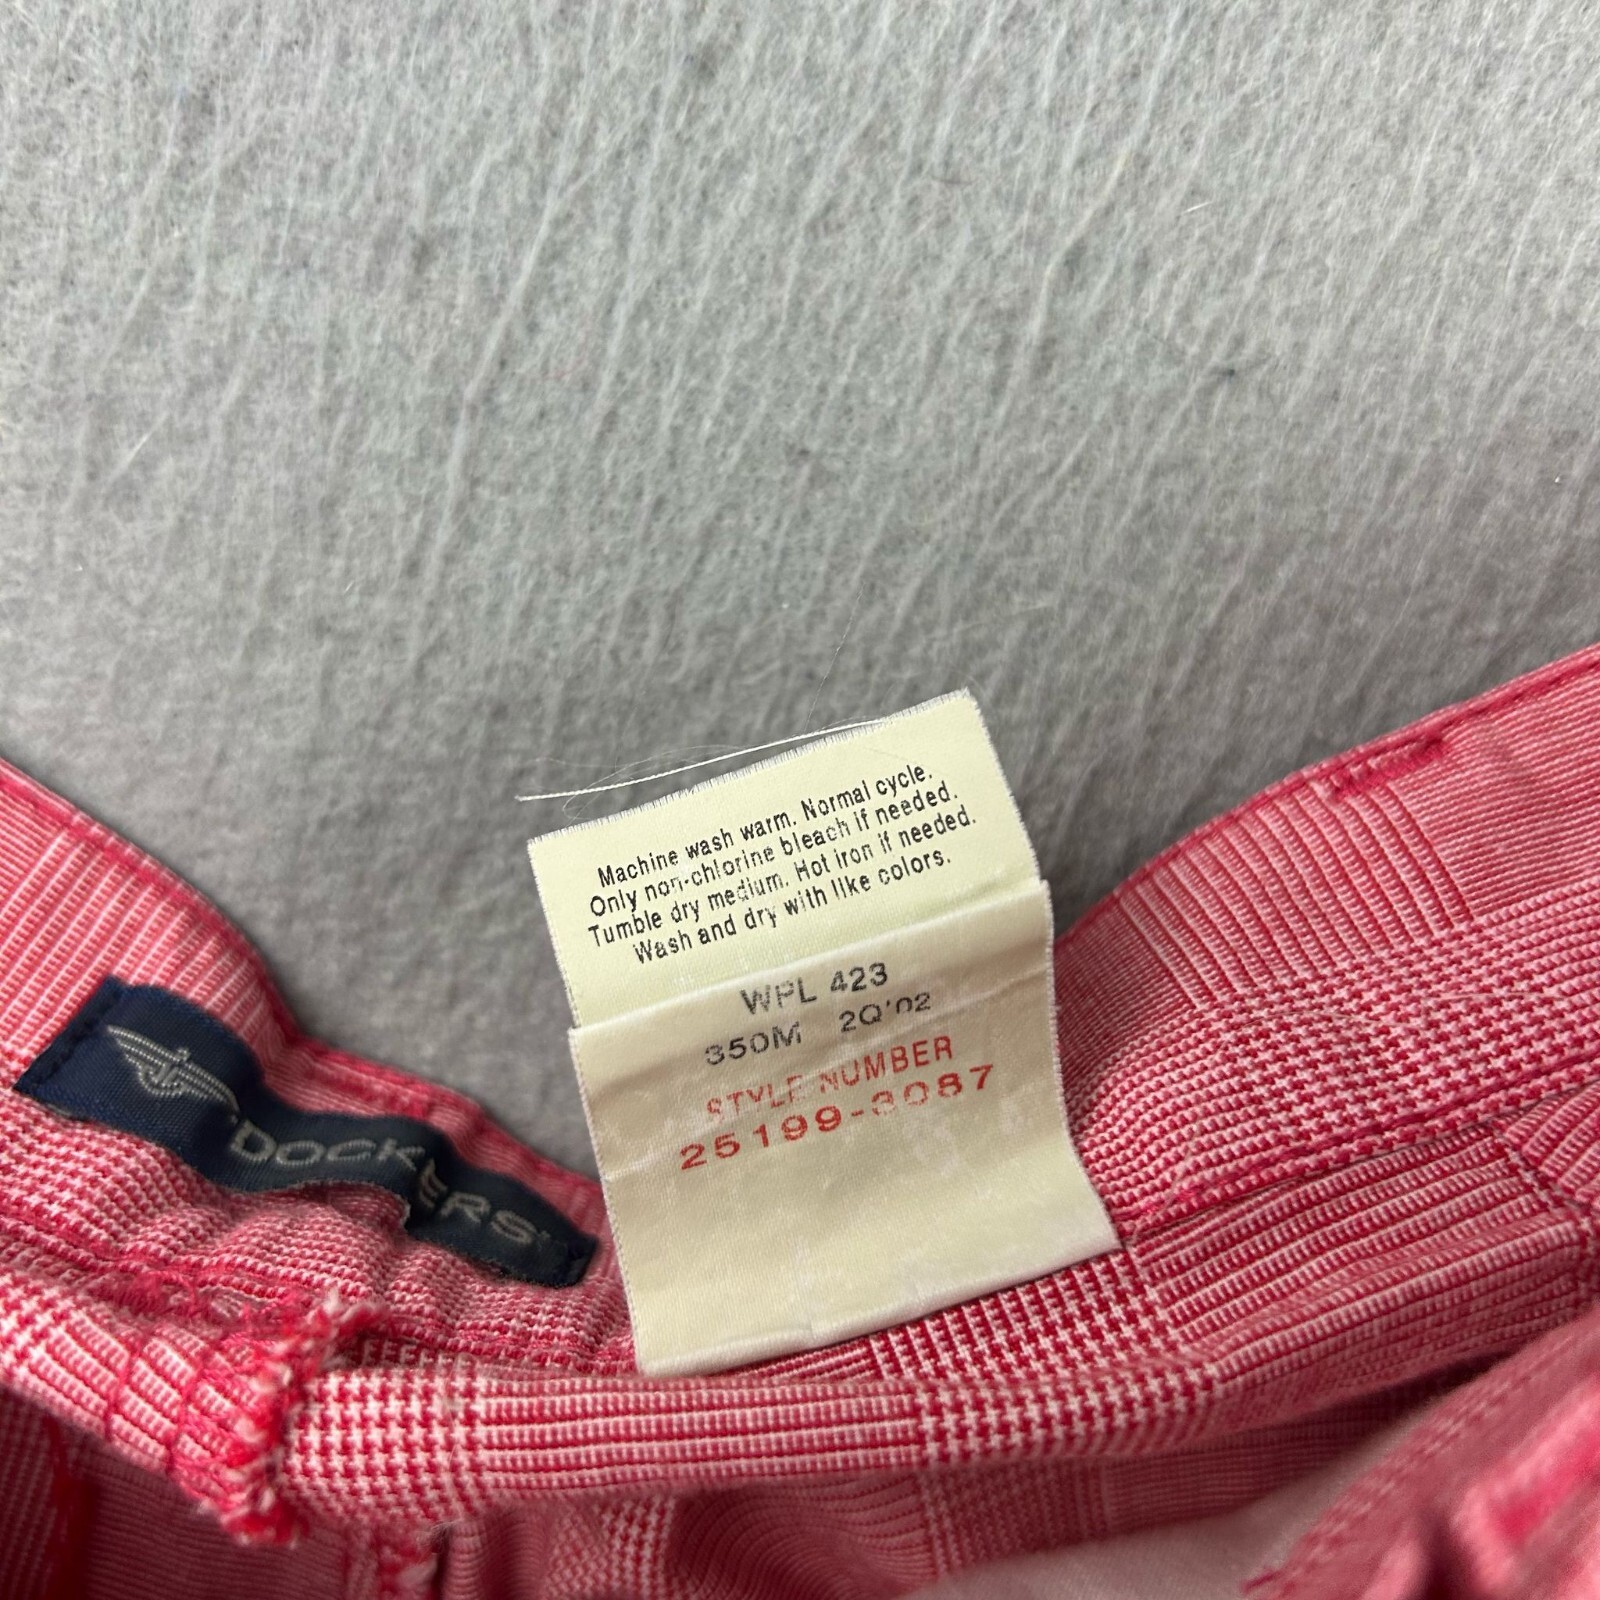 Machine wash warm. Normal cycle.
Only non-chlorine bleach if needed.
Tumble dry medium. Hot iron if needed.
Wash and dry with like colors.
WPL 423
350M 2Q'02
STYLE NUMBER
25199-3087
DOCKERS